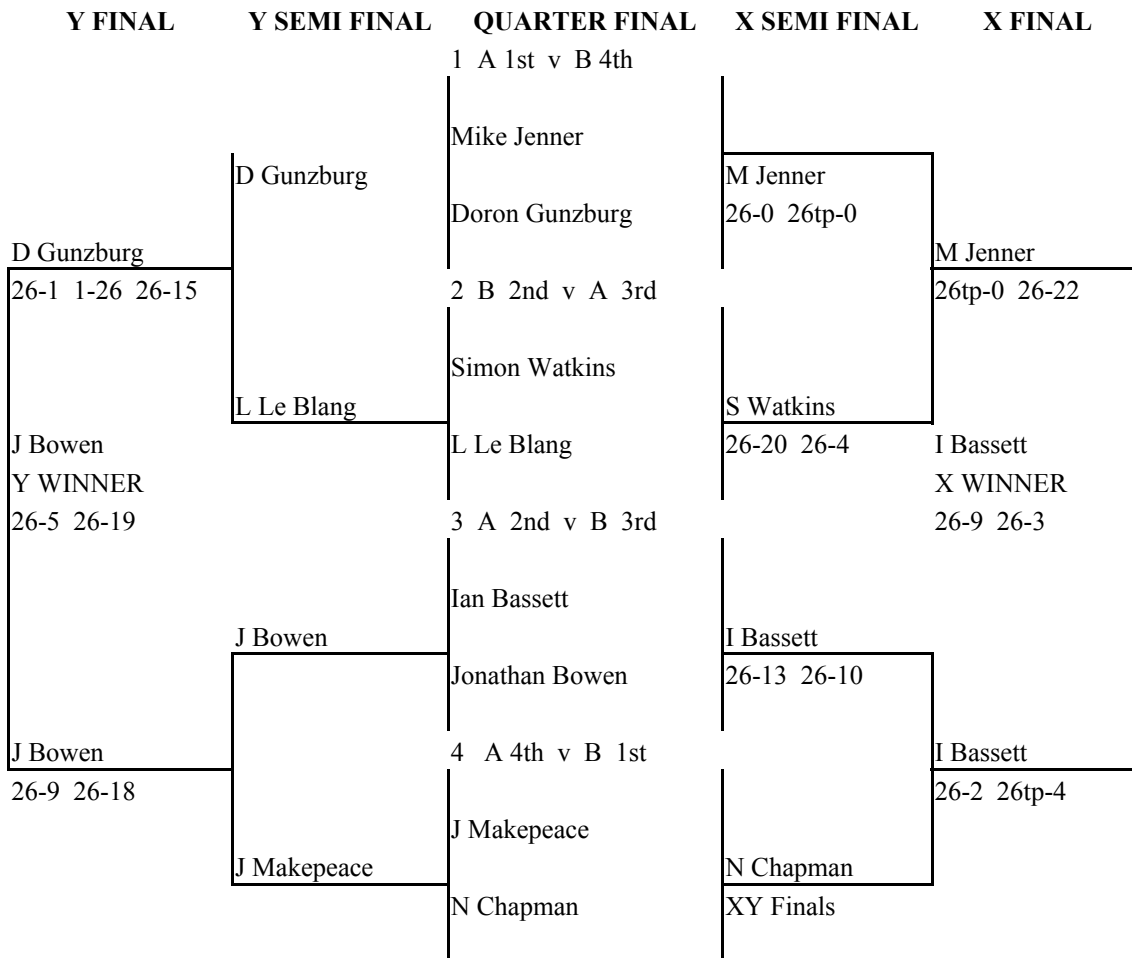 Y FINAL Y SEMI FINAL QUARTER FINAL X SEMI FINAL X FINAL
1 A 1st v B 4th
Mike Jenner
D Gunzburg M Jenner
Doron Gunzburg 26-0 26tp-0
D Gunzburg M Jenner
26-1 1-26 26-15 2 B 2nd v A 3rd 26tp-0 26-22
Simon Watkins
L Le Blang S Watkins
J Bowen L Le Blang 26-20 26-4 I Bassett
Y WINNER X WINNER
26-5 26-19 3 A 2nd v B 3rd 26-9 26-3
Ian Bassett
J Bowen I Bassett
Jonathan Bowen 26-13 26-10
J Bowen 4 A 4th v B 1st I Bassett
26-9 26-18 26-2 26tp-4
J Makepeace
J Makepeace N Chapman
N Chapman XY Finals